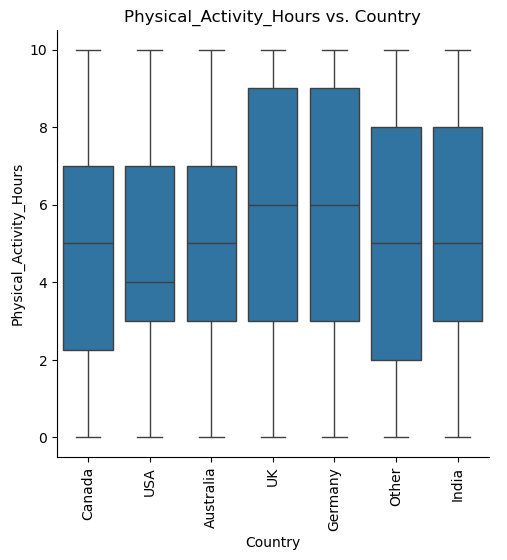 Physical_Activity_Hours vs. Country
Physical_Activity_Hours
10
8
6
4
2
0
Canada
USA
Australia
UK
Germany
Other
India
Country